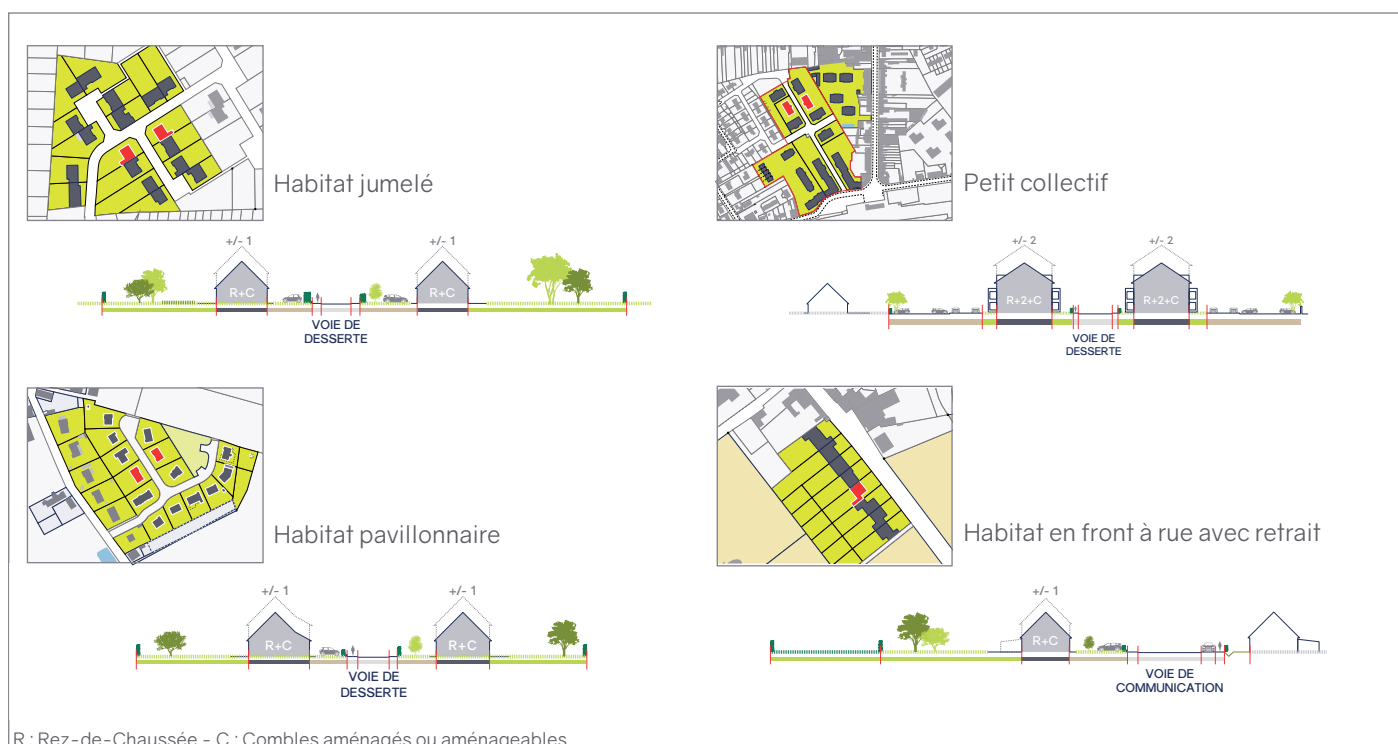 Habitat jumelé
+/- 1
+/- 1
R+C
R+C
VOIE DE
DESSERTE
Petit collectif
+/- 2
+/- 2
R+2+C
R+2+C
VOIE DE
DESSERTE
Habitat pavillonnaire
+/- 1
+/- 1
R+C
R+C
VOIE DE
DESSERTE
Habitat en front à rue avec retrait
+/- 1
R+C
VOIE DE
COMMUNICATION
R : Rez-de-Chaussée - C : Combles aménagés ou aménageables